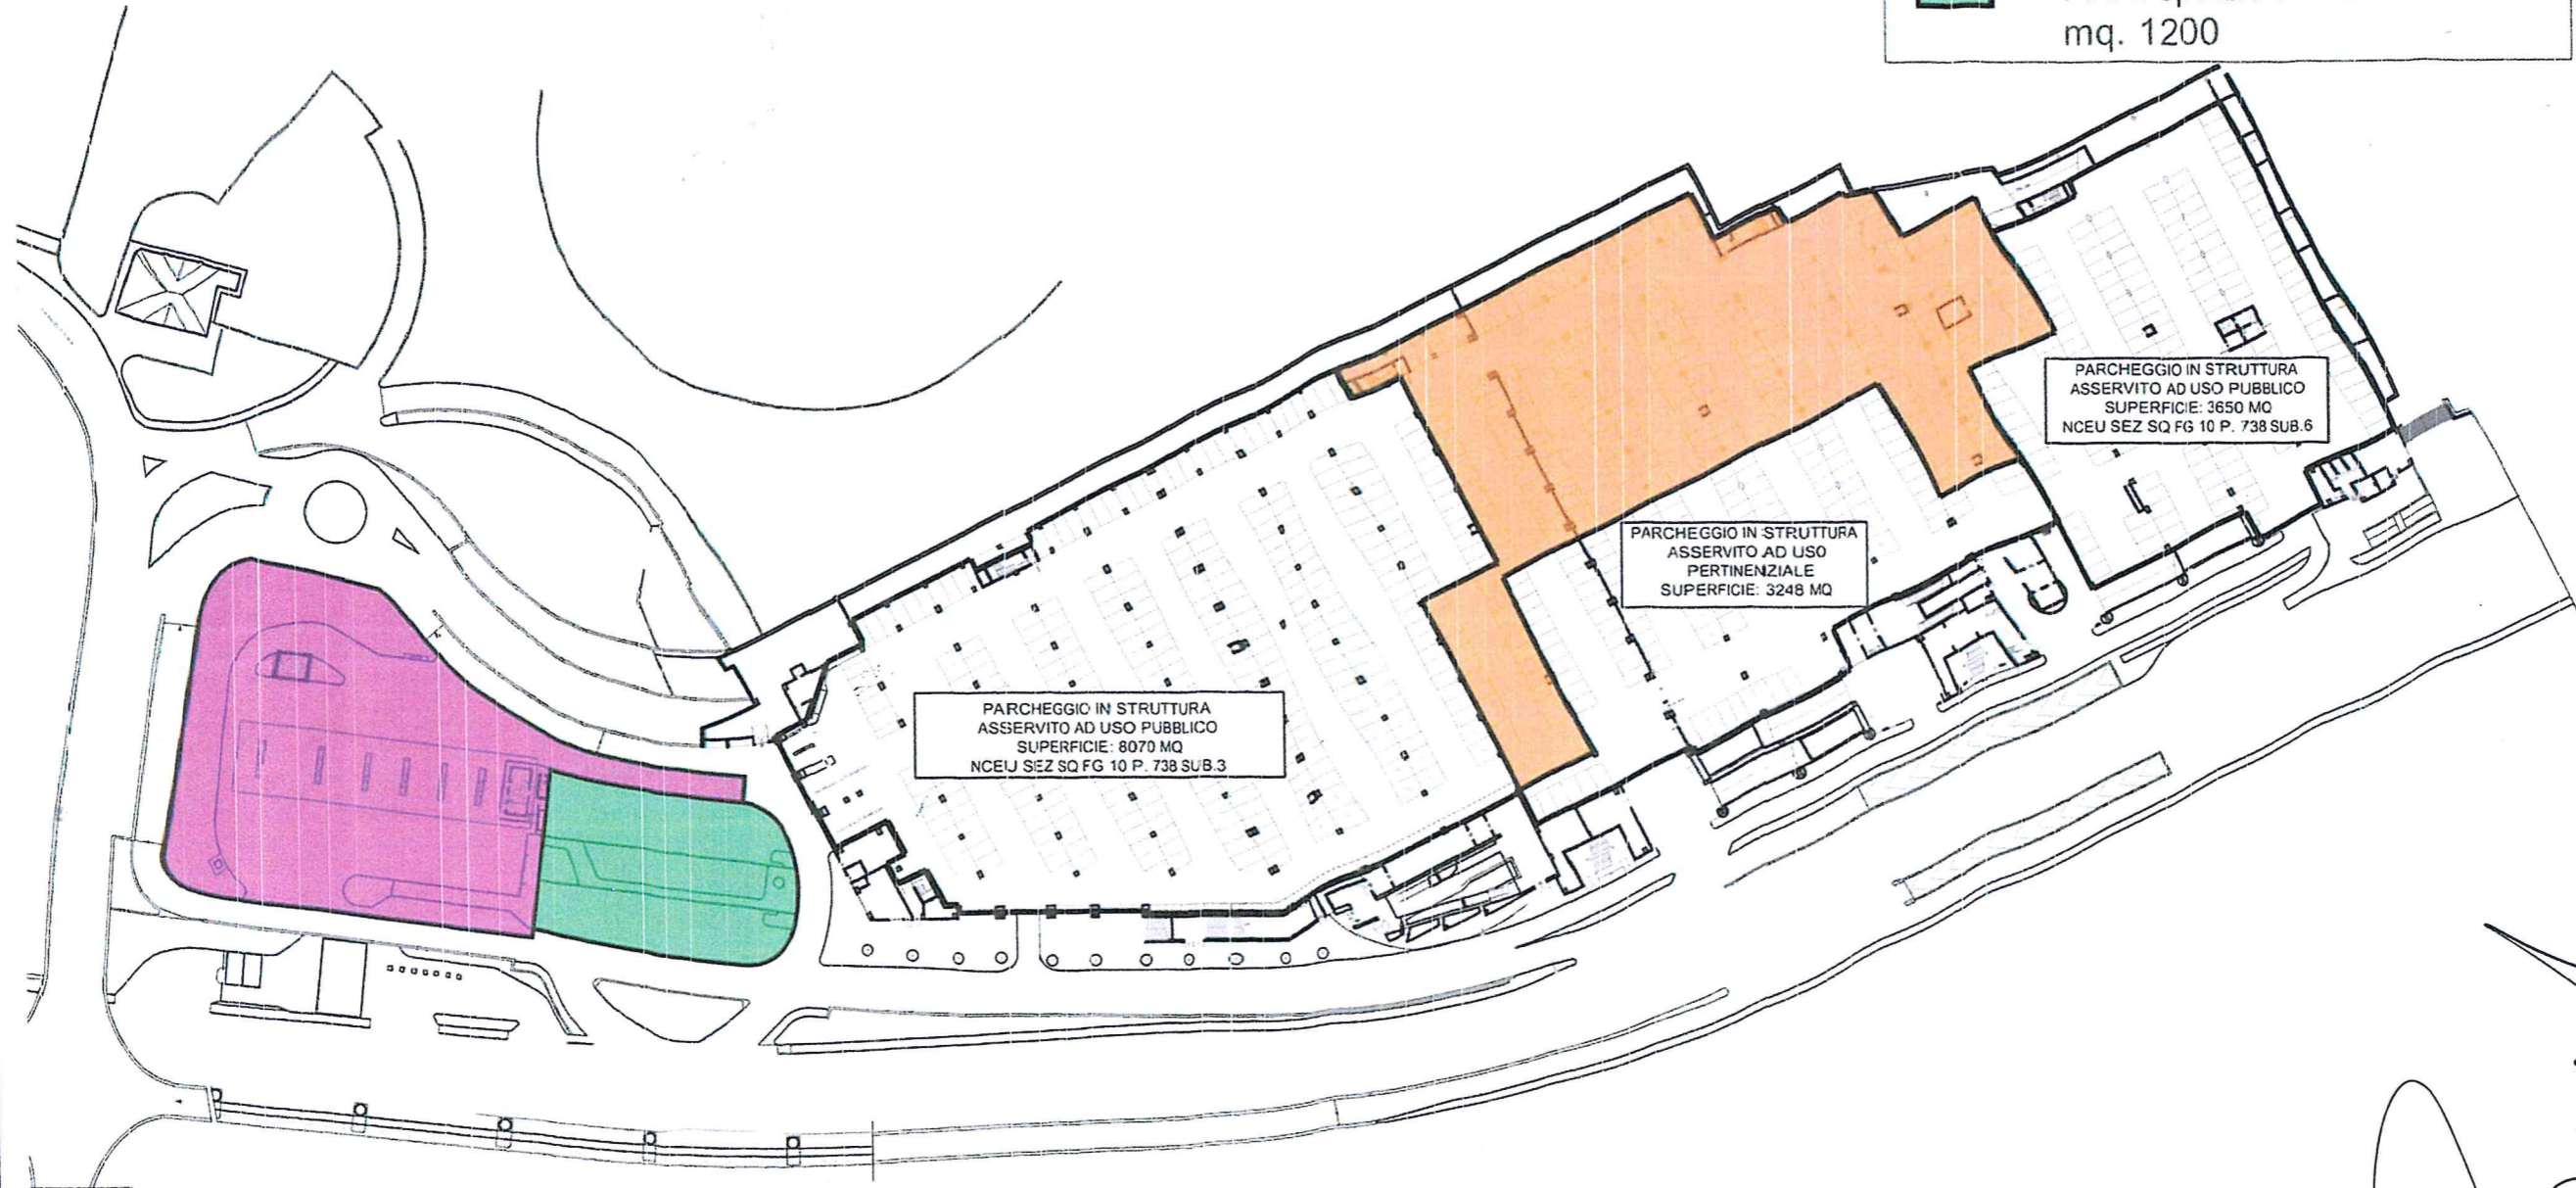 mq. 1200
PARCHEGGIO IN STRUTTURA
ASSERVITO AD USO PUBBLICO
SUPERFICIE: 3650 MQ
NCEU SEZ SQ FG 10 P. 738 SUB.6
PARCHEGGIO IN STRUTTURA
ASSERVITO AD USO
PERTINENZIALE
SUPERFICIE: 3248 MQ
PARCHEGGIO IN STRUTTURA
ASSERVITO AD USO PUBBLICO
SUPERFICIE: 8070 MQ
NCEU SEZ SQ FG 10 P. 738 SUB.3